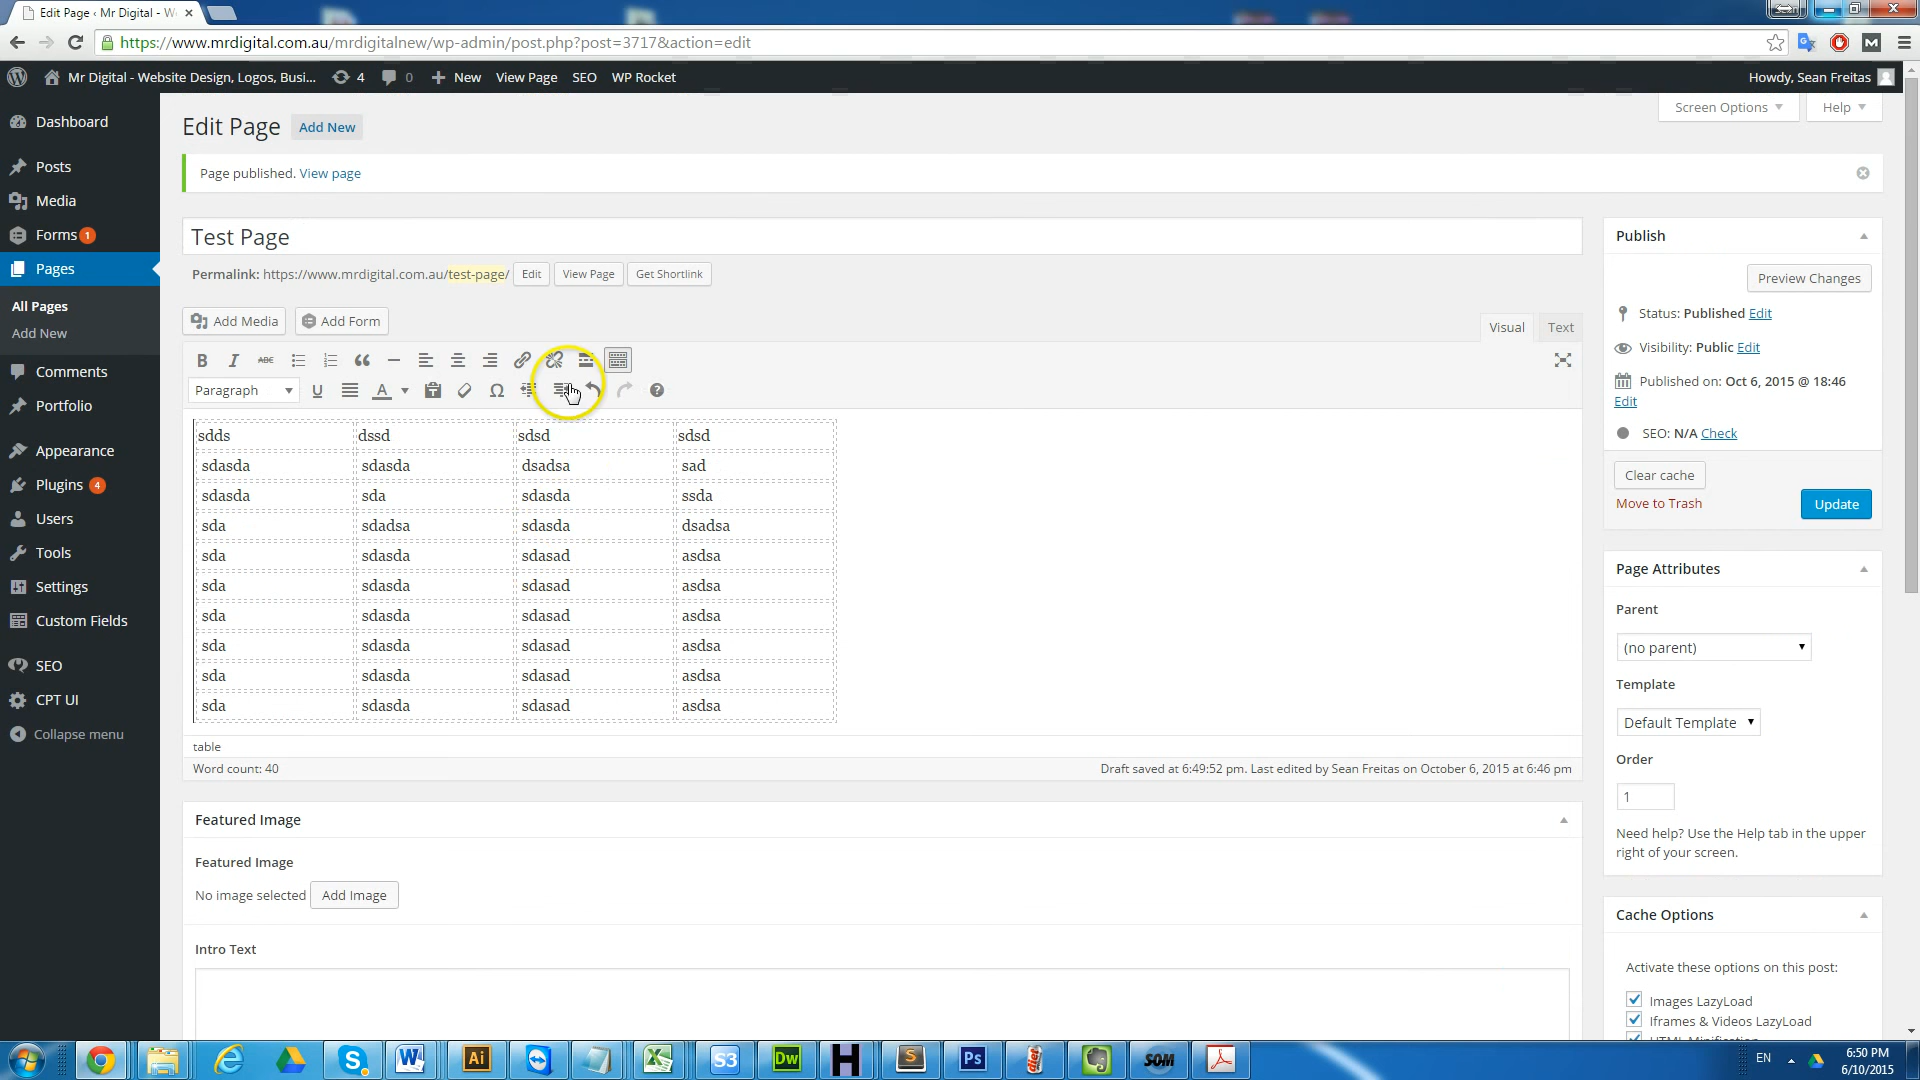 Edit Page ‹ Mr Digital - W
https://www.mrdigital.com.au/mrdigitalnew/wp-admin/post.php?post=3717&action=edit
Mr Digital - Website Design, Logos, Busi... 4 0 New View Page SEO WP Rocket Howdy, Sean Freitas
Screen Options Help
Dashboard
Posts
Media
Forms 1
Pages
All Pages
Add New
Comments
Portfolio
Appearance
Plugins 4
Users
Tools
Settings
Custom Fields
SEO
CPT UI
Collapse menu
Edit Page Add New
Page published. View page
Test Page
Permalink: https://www.mrdigital.com.au/test-page/ Edit View Page Get Shortlink
Add Media Add Form
Visual Text
B I ABC
Paragraph U A Ω ?
sdds dssd sdsd sdsd
sdasda sdasda dsadsa sad
sdasda sda sdasda ssda
sda sdadsa sdasda dsadsa
sda sdasda sdasad asdsa
sda sdasda sdasad asdsa
sda sdasda sdasad asdsa
sda sdasda sdasad asdsa
sda sdasda sdasad asdsa
sda sdasda sdasad asdsa
table
Word count: 40 Draft saved at 6:49:52 pm. Last edited by Sean Freitas on October 6, 2015 at 6:46 pm
Featured Image
Featured Image
No image selected Add Image
Intro Text
Publish
Preview Changes
Status: Published Edit
Visibility: Public Edit
Published on: Oct 6, 2015 @ 18:46
Edit
SEO: N/A Check
Clear cache
Move to Trash Update
Page Attributes
Parent
(no parent)
Template
Default Template
Order
1
Need help? Use the Help tab in the upper
right of your screen.
Cache Options
Activate these options on this post:
Images LazyLoad
Iframes & Videos LazyLoad
HTML Minification
Ai S3 Dw H S Ps diet SOM
EN 6:50 PM
6/10/2015